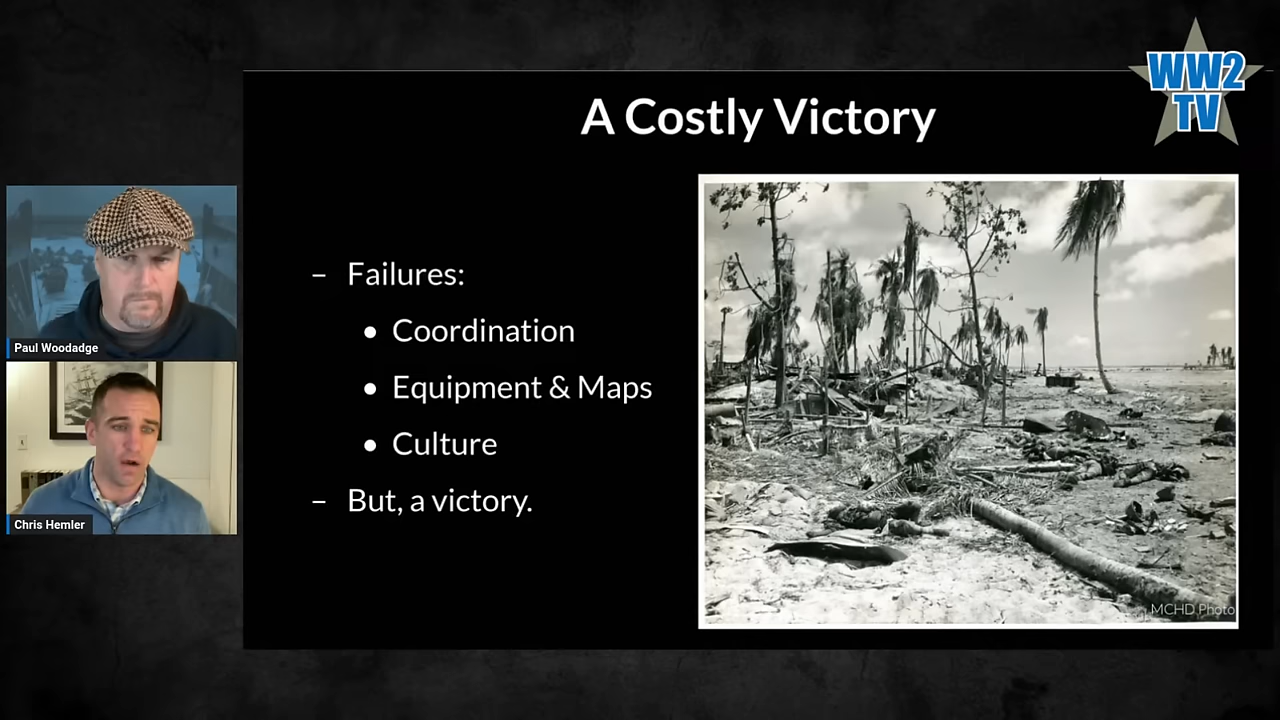 WW2
TV
A Costly Victory
– Failures:
• Coordination
• Equipment & Maps
• Culture
– But, a victory.
MCHD Photo
Paul Woodadge
Chris Hemler